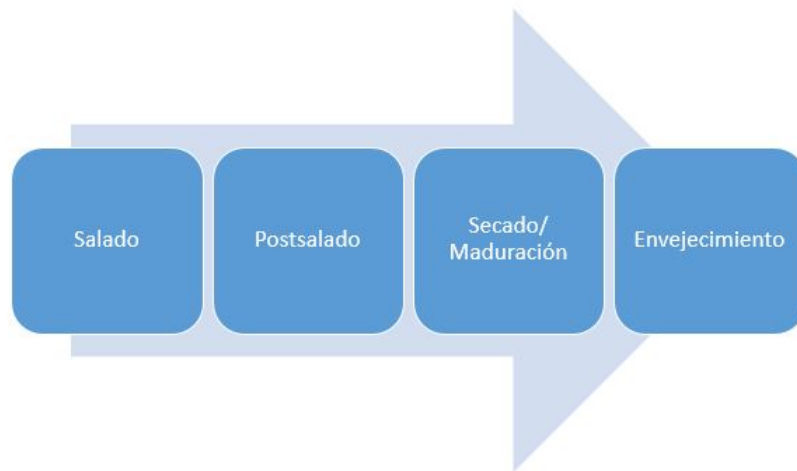 Salado
Postsalado
Secado/
Maduración
Envejecimiento